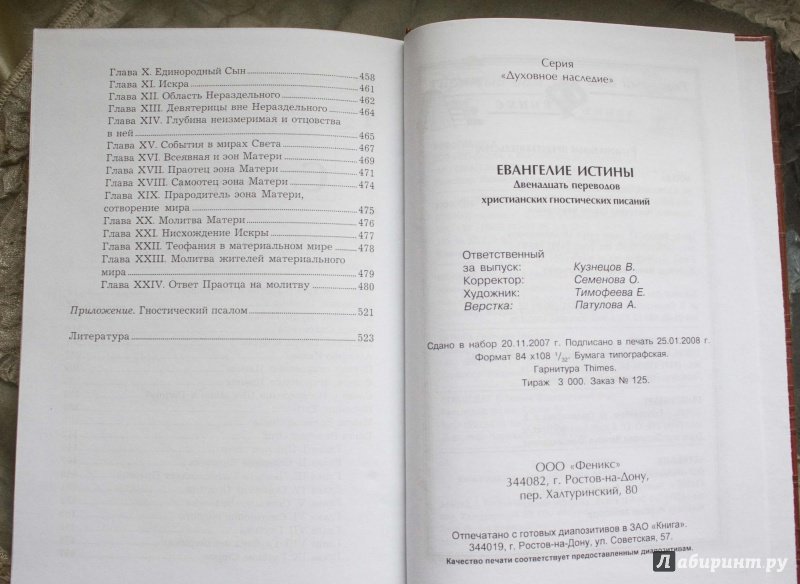 Глава X. Единородный Сын 458
Глава XI. Искра 461
Глава XII. Область Нераздельного 462
Глава XIII. Девятерицы вне Нераздельного 464
Глава XIV. Глубина неизмеримая и отцовства
в ней 465
Глава XV. События в мирах Света 467
Глава XVI. Всеявная и эон Матери 469
Глава XVII. Праотец эона Матери 471
Глава XVIII. Самоотец эона Матери 474
Глава XIX. Прародитель эона Матери,
сотворение мира 475
Глава XX. Молитва Матери 476
Глава XXI. Нисхождение Искры 477
Глава XXII. Теофания в материальном мире 478
Глава XXIII. Молитва жителей материального
мира 479
Глава XXIV. Ответ Праотца на молитву 480
Приложение. Гностический псалом 521
Литература 523
Серия
«Духовное наследие»
ЕВАНГЕЛИЕ ИСТИНЫ
Двенадцать переводов
христианских гностических писаний
Ответственный
за выпуск: Кузнецов В.
Корректор: Семенова О.
Художник: Тимофеева Е.
Верстка: Патулова А.
Сдано в набор 20.11.2007 г. Подписано в печать 25.01.2008 г.
Формат 84 х108 1/32. Бумага типографская.
Гарнитура Thimes.
Тираж 3 000. Заказ № 125.
ООО «Феникс»
344082, г. Ростов-на-Дону,
пер. Халтуринский, 80
Отпечатано с готовых диапозитивов в ЗАО «Книга».
344019, г. Ростов-на-Дону, ул. Советская, 57.
Качество печати соответствует предоставленным диапозитивам.
Лабиринт.ру